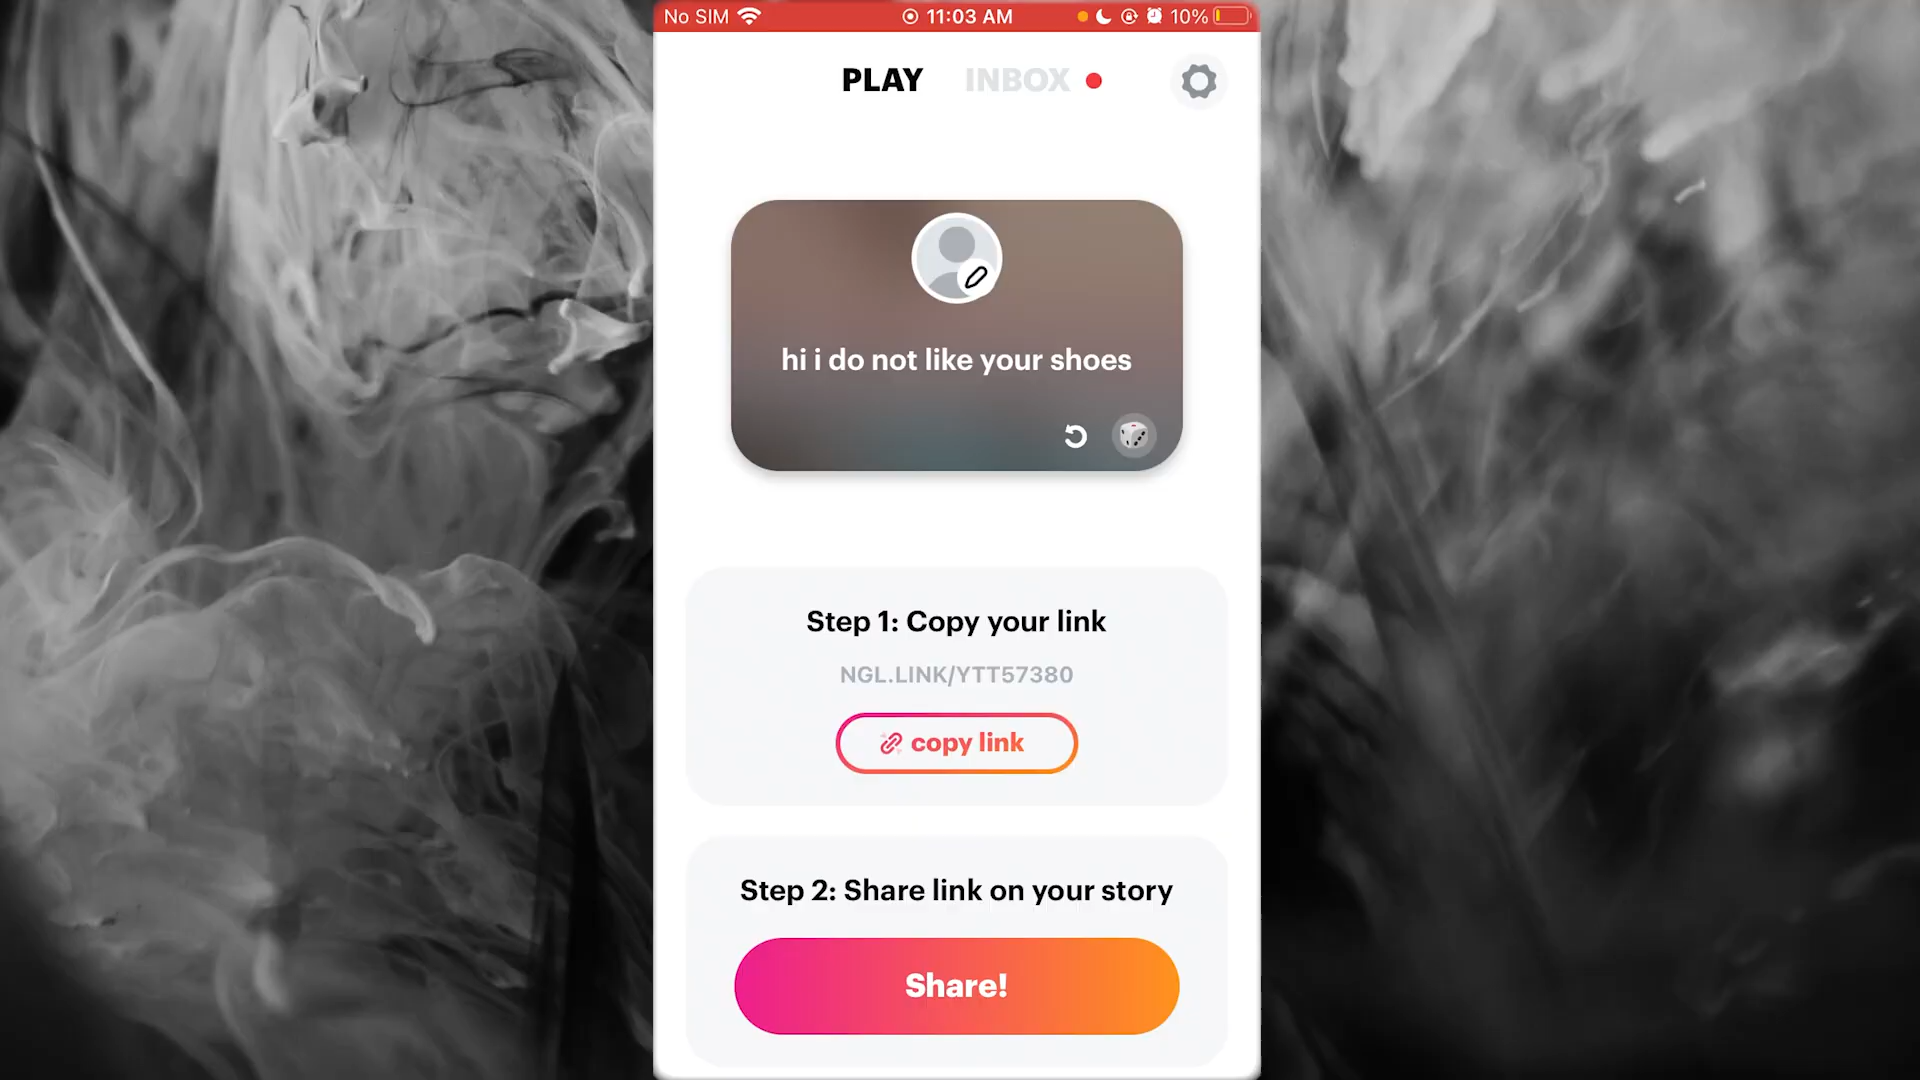 No SIM 11:03 AM 10%
PLAY INBOX
hi i do not like your shoes
Step 1: Copy your link
NGL.LINK/YTT57380
copy link
Step 2: Share link on your story
Share!